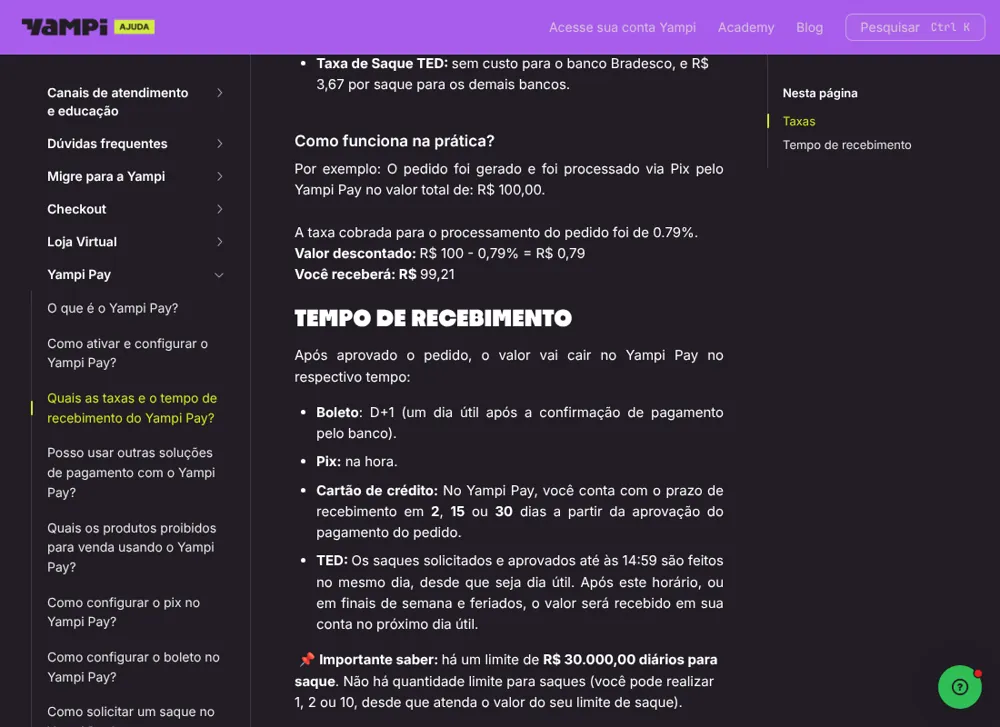 Yampi AJUDA
Acesse sua conta Yampi Academy Blog Pesquisar Ctrl K
Canais de atendimento
e educação
Dúvidas frequentes
Migre para a Yampi
Checkout
Loja Virtual
Yampi Pay
O que é o Yampi Pay?
Como ativar e configurar o
Yampi Pay?
Quais as taxas e o tempo de
recebimento do Yampi Pay?
Posso usar outras soluções
de pagamento com o Yampi
Pay?
Quais os produtos proibidos
para venda usando o Yampi
Pay?
Como configurar o pix no
Yampi Pay?
Como configurar o boleto no
Yampi Pay?
Como solicitar um saque no
• Taxa de Saque TED: sem custo para o banco Bradesco, e R$
3,67 por saque para os demais bancos.
Como funciona na prática?
Por exemplo: O pedido foi gerado e foi processado via Pix pelo
Yampi Pay no valor total de: R$ 100,00.
A taxa cobrada para o processamento do pedido foi de 0.79%.
Valor descontado: R$ 100 - 0,79% = R$ 0,79
Você receberá: R$ 99,21
TEMPO DE RECEBIMENTO
Após aprovado o pedido, o valor vai cair no Yampi Pay no
respectivo tempo:
• Boleto: D+1 (um dia útil após a confirmação de pagamento
pelo banco).
• Pix: na hora.
• Cartão de crédito: No Yampi Pay, você conta com o prazo de
recebimento em 2, 15 ou 30 dias a partir da aprovação do
pagamento do pedido.
• TED: Os saques solicitados e aprovados até às 14:59 são feitos
no mesmo dia, desde que seja dia útil. Após este horário, ou
em finais de semana e feriados, o valor será recebido em sua
conta no próximo dia útil.
📌 Importante saber: há um limite de R$ 30.000,00 diários para
saque. Não há quantidade limite para saques (você pode realizar
1, 2 ou 10, desde que atenda o valor do seu limite de saque).
Nesta página
Taxas
Tempo de recebimento